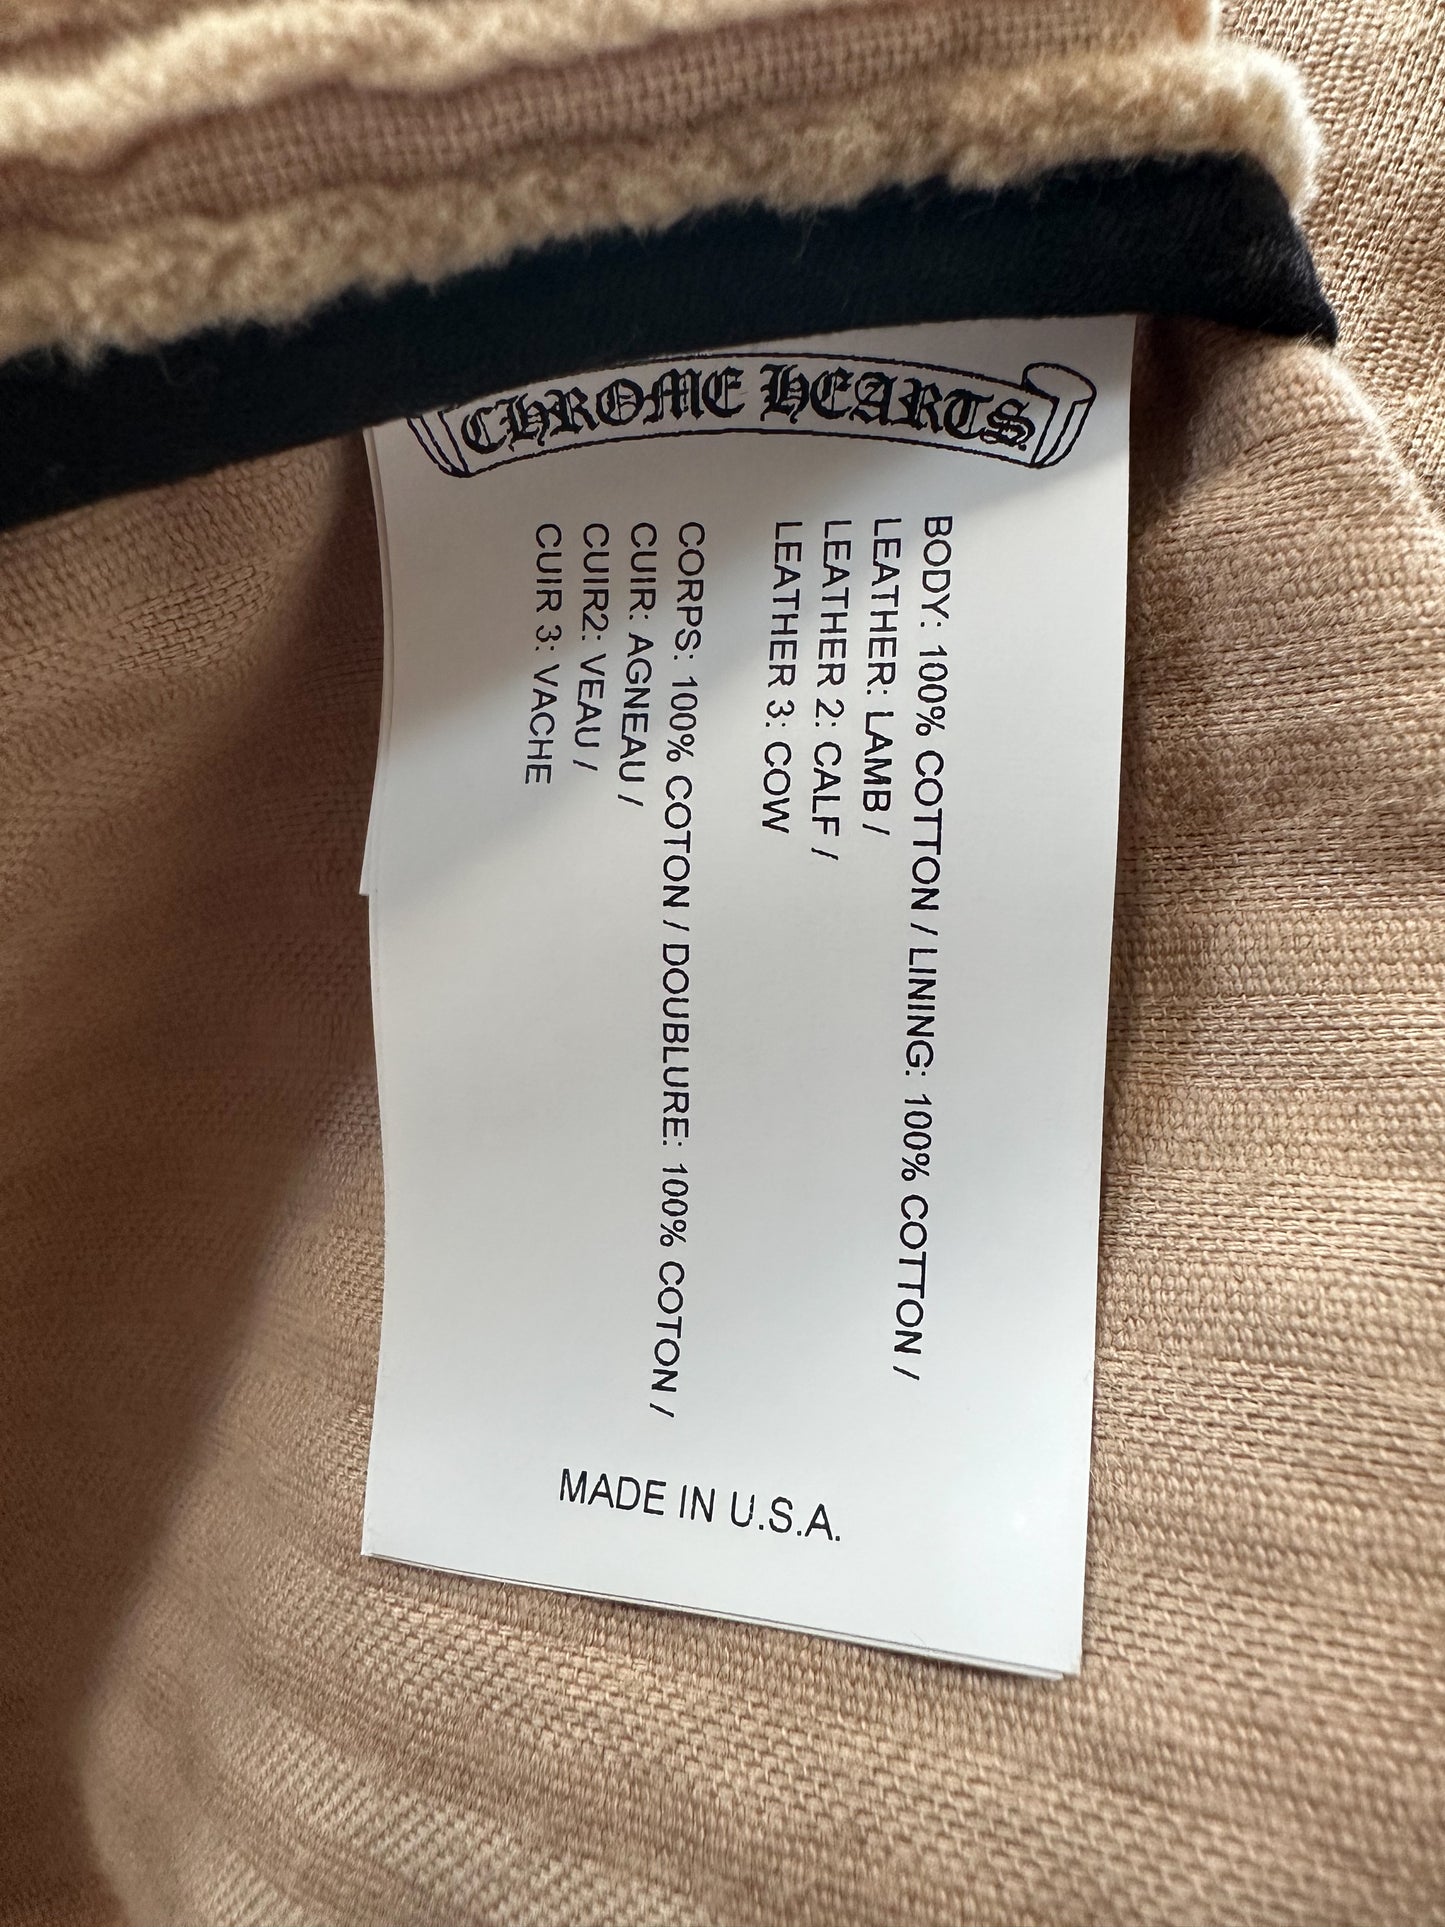 CHROME HEARTS
BODY: 100% COTTON / LINING: 100% COTTON /
LEATHER: LAMB /
LEATHER 2: CALF /
LEATHER 3: COW
CORPS: 100% COTON / DOUBLURE: 100% COTON /
CUIR: AGNEAU /
CUIR2: VEAU /
CUIR 3: VACHE
MADE IN U.S.A.